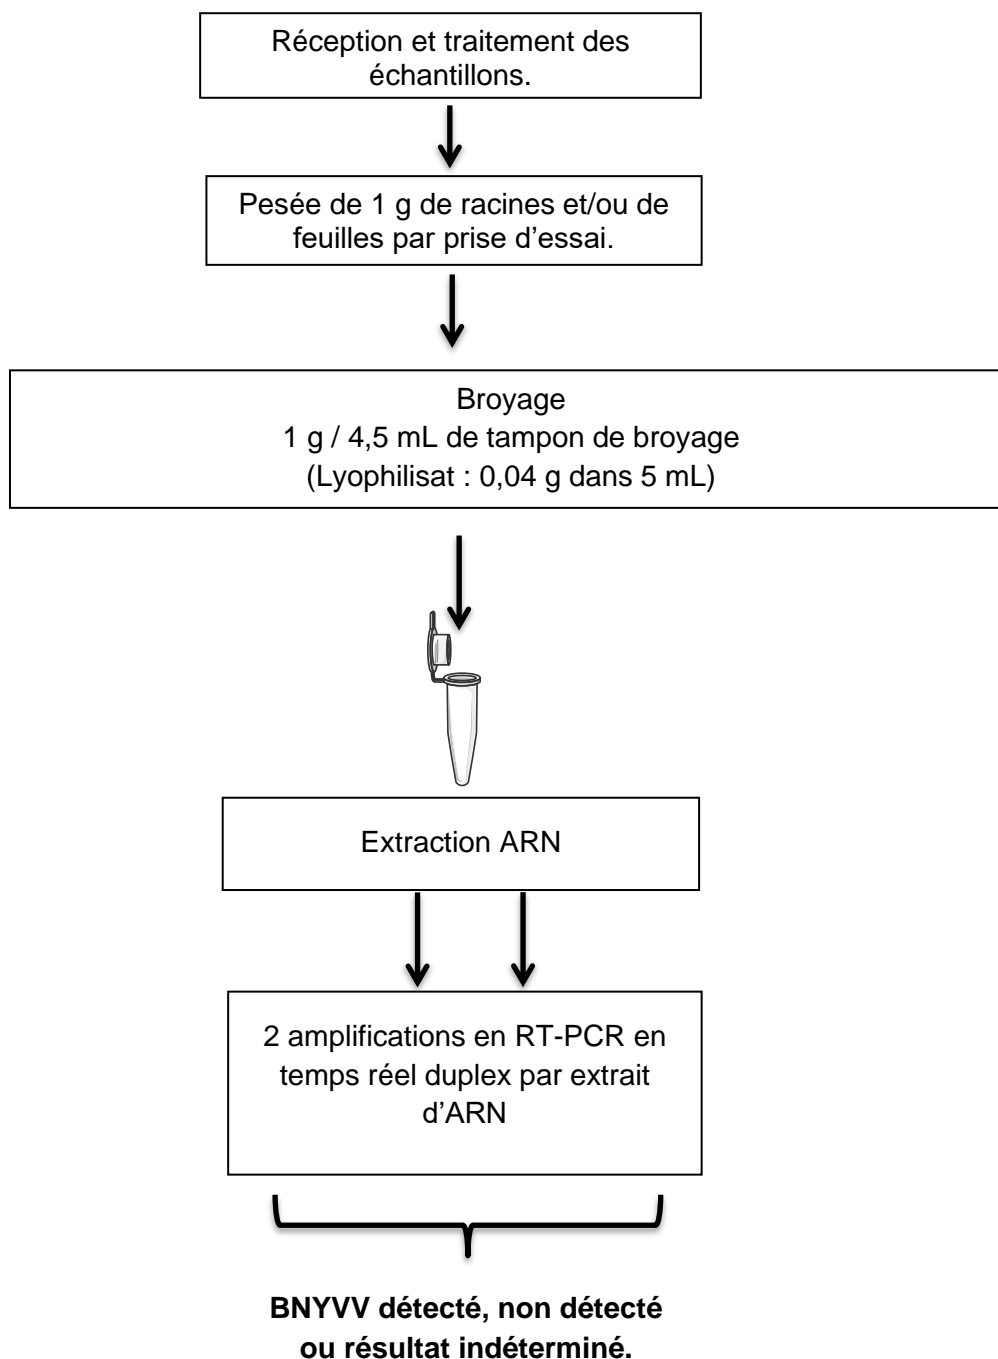 Réception et traitement des
échantillons.
Pesée de 1 g de racines et/ou de
feuilles par prise d’essai.
Broyage
1 g / 4,5 mL de tampon de broyage
(Lyophilisat : 0,04 g dans 5 mL)
Extraction ARN
2 amplifications en RT-PCR en
temps réel duplex par extrait
d’ARN
BNYVV détecté, non détecté
ou résultat indéterminé.